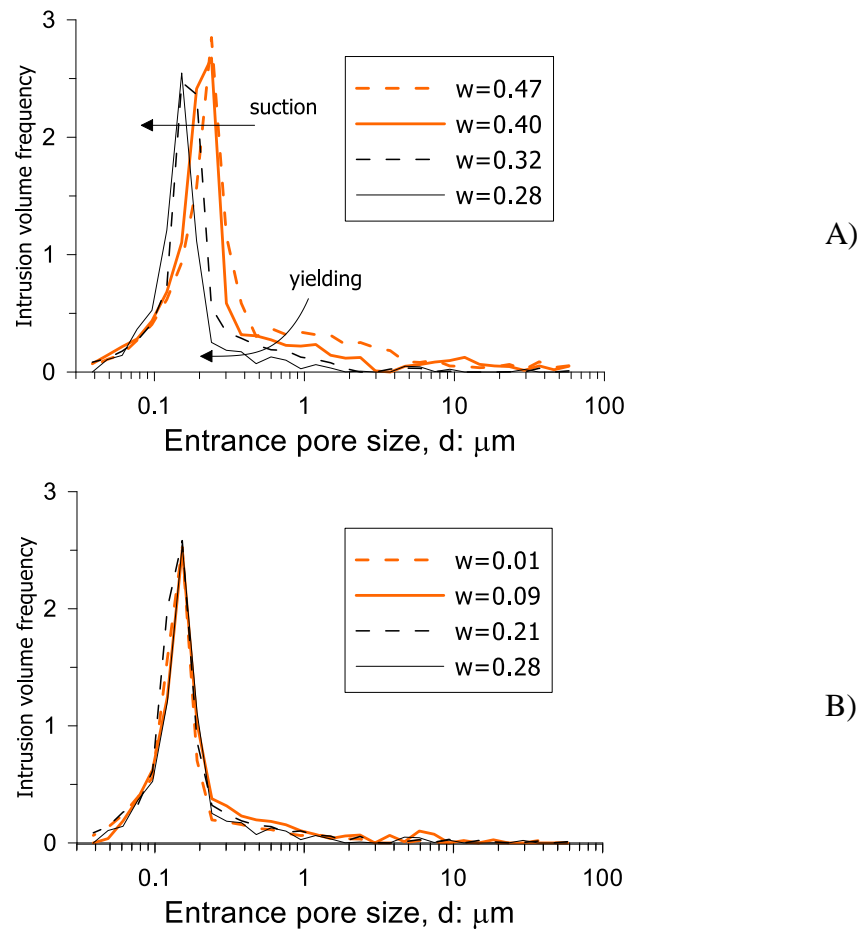 3
2
1
0
Intrusion volume frequency
suction
yielding
w=0.47
w=0.40
w=0.32
w=0.28
A)
0.1 1 10 100
Entrance pore size, d: μm
3
2
1
0
Intrusion volume frequency
w=0.01
w=0.09
w=0.21
w=0.28
B)
0.1 1 10 100
Entrance pore size, d: μm